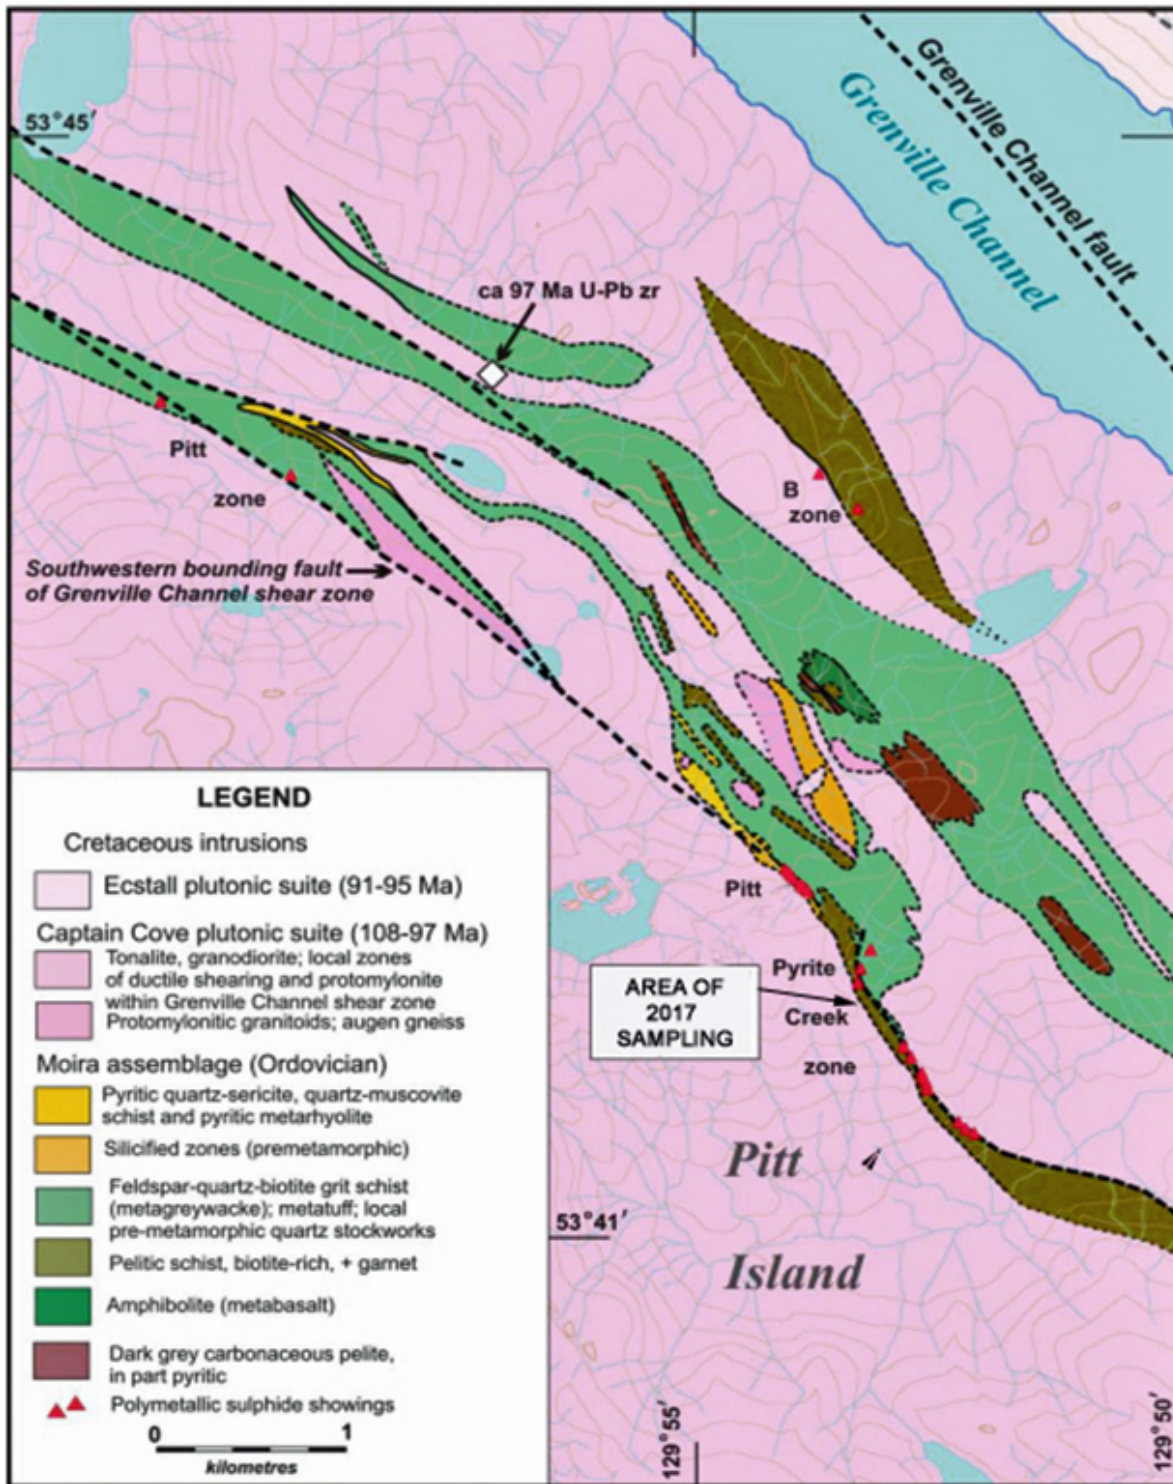 53°45′
Grenville Channel fault
Grenville Channel
ca 97 Ma U-Pb zr
Pitt
zone
B
zone
Southwestern bounding fault
of Grenville Channel shear zone
Pitt
Pyrite
Creek
zone
AREA OF
2017
SAMPLING
Pitt
Island
53°41′
129°55′
129°50′
LEGEND
Cretaceous intrusions
Ecstall plutonic suite (91-95 Ma)
Captain Cove plutonic suite (108-97 Ma)
Tonalite, granodiorite; local zones
of ductile shearing and protomylonite
within Grenville Channel shear zone
Protomylonitic granitoids; augen gneiss
Moira assemblage (Ordovician)
Pyritic quartz-sericite, quartz-muscovite
schist and pyritic metarhyolite
Silicified zones (premetamorphic)
Feldspar-quartz-biotite grit schist
(metagreywacke); metatuff; local
pre-metamorphic quartz stockworks
Pelitic schist, biotite-rich, + garnet
Amphibolite (metabasalt)
Dark grey carbonaceous pelite,
in part pyritic
Polymetallic sulphide showings
0 1
kilometres